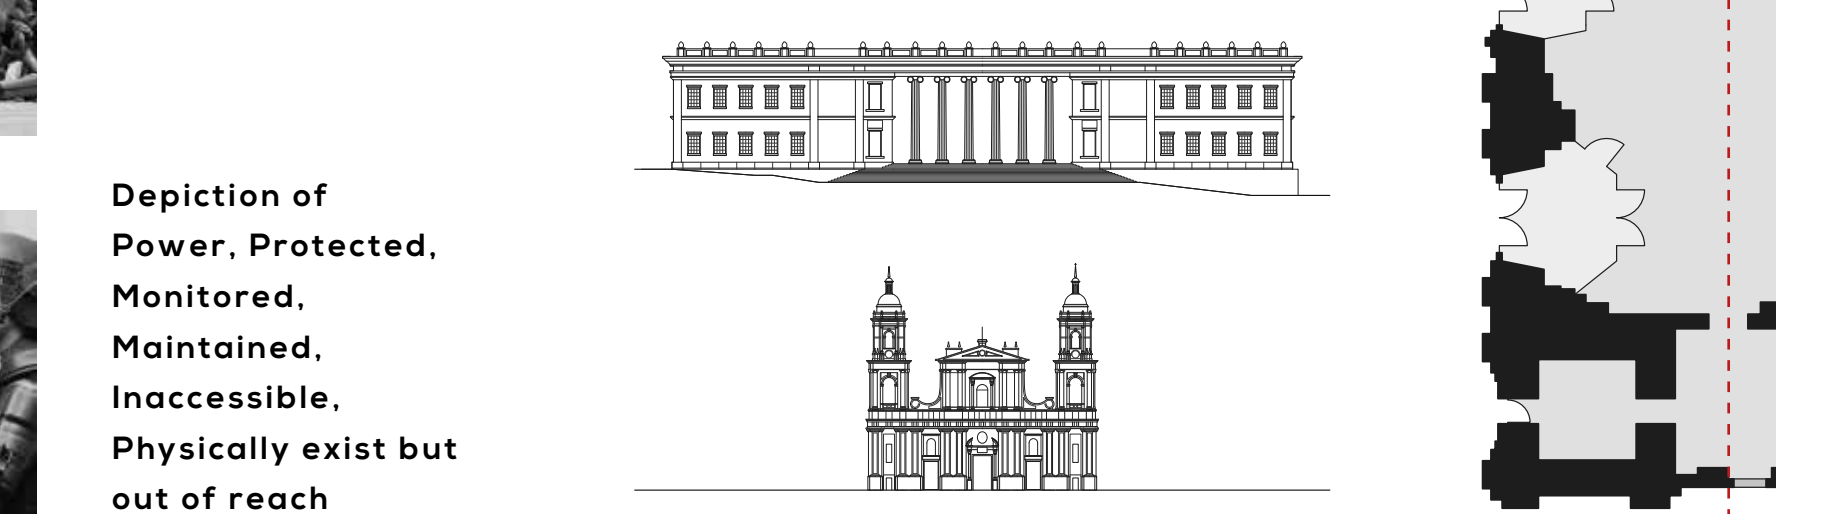 Depiction of
Power, Protected,
Monitored,
Maintained,
Inaccessible,
Physically exist but
out of reach